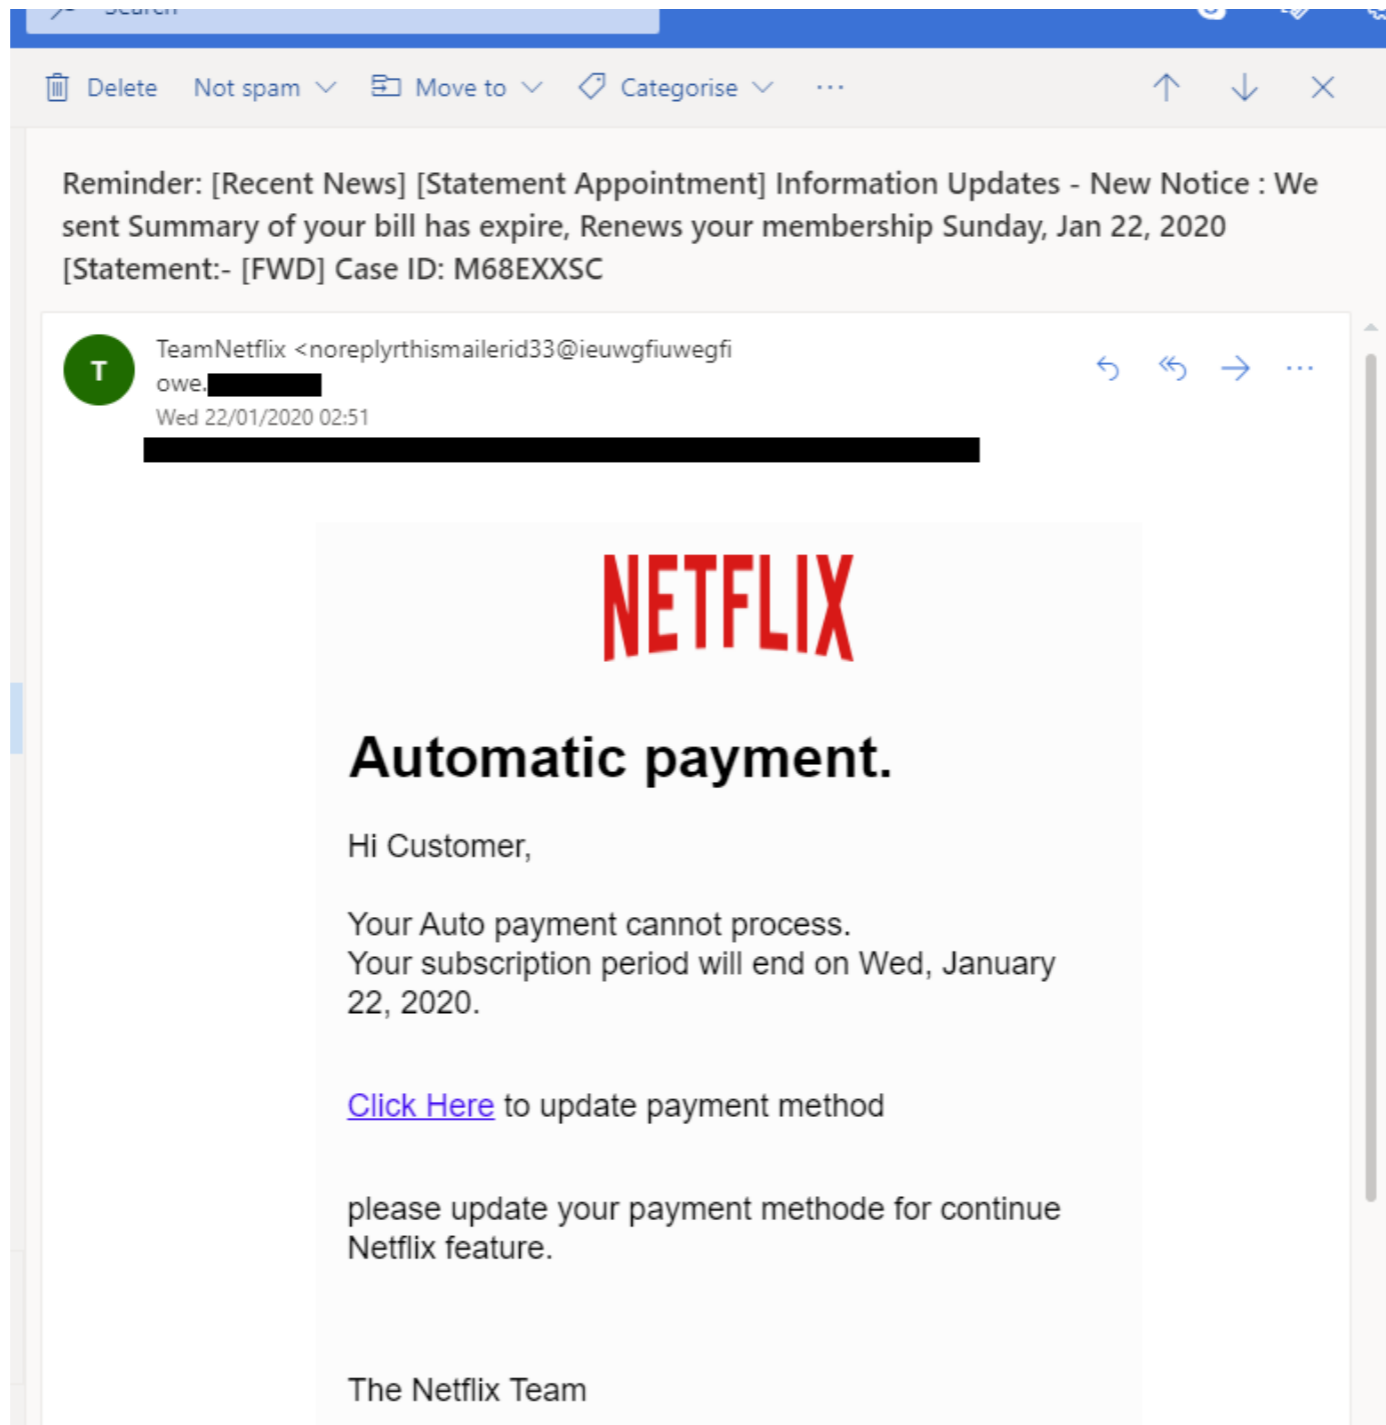 Delete Not spam Move to Categorise ...
Reminder: [Recent News] [Statement Appointment] Information Updates - New Notice : We
sent Summary of your bill has expire, Renews your membership Sunday, Jan 22, 2020
[Statement:- [FWD] Case ID: M68EXXSC
T
TeamNetflix <noreplyrthismailerid33@ieuwgfiuwegfi
owe.
Wed 22/01/2020 02:51
NETFLIX
Automatic payment.
Hi Customer,
Your Auto payment cannot process.
Your subscription period will end on Wed, January
22, 2020.
Click Here to update payment method
please update your payment methode for continue
Netflix feature.
The Netflix Team